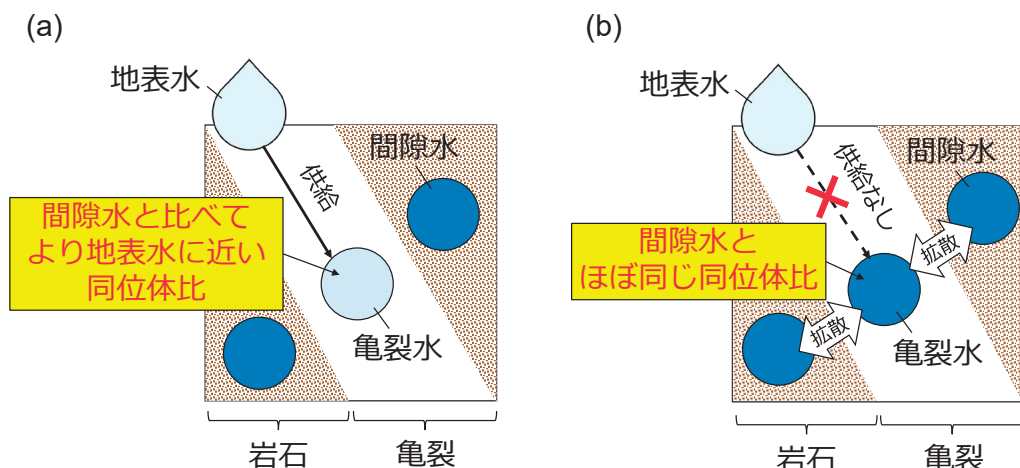 (a)
地表水
間隙水
供給
間隙水と比べて
より地表水に近い
同位体比
亀裂水
岩石
亀裂
(b)
地表水
間隙水
供給なし
間隙水と
ほぼ同じ同位体比
拡散
拡散
亀裂水
岩石
亀裂